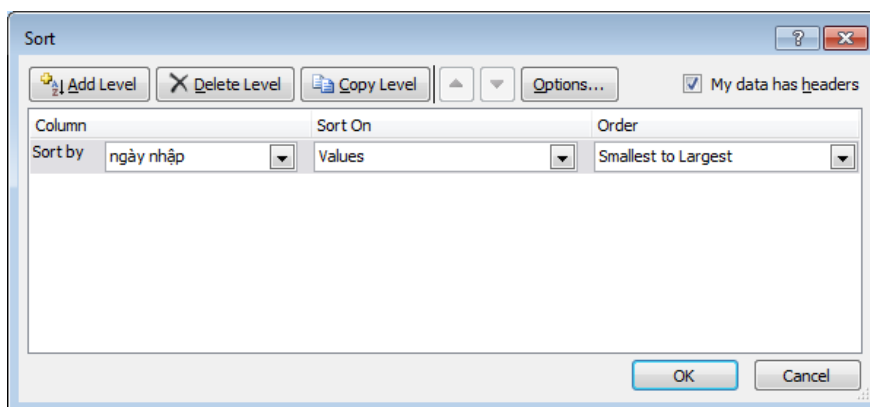 Sort
Add Level Delete Level Copy Level Options... My data has headers
Column Sort On Order
Sort by ngày nhập Values Smallest to Largest
OK Cancel